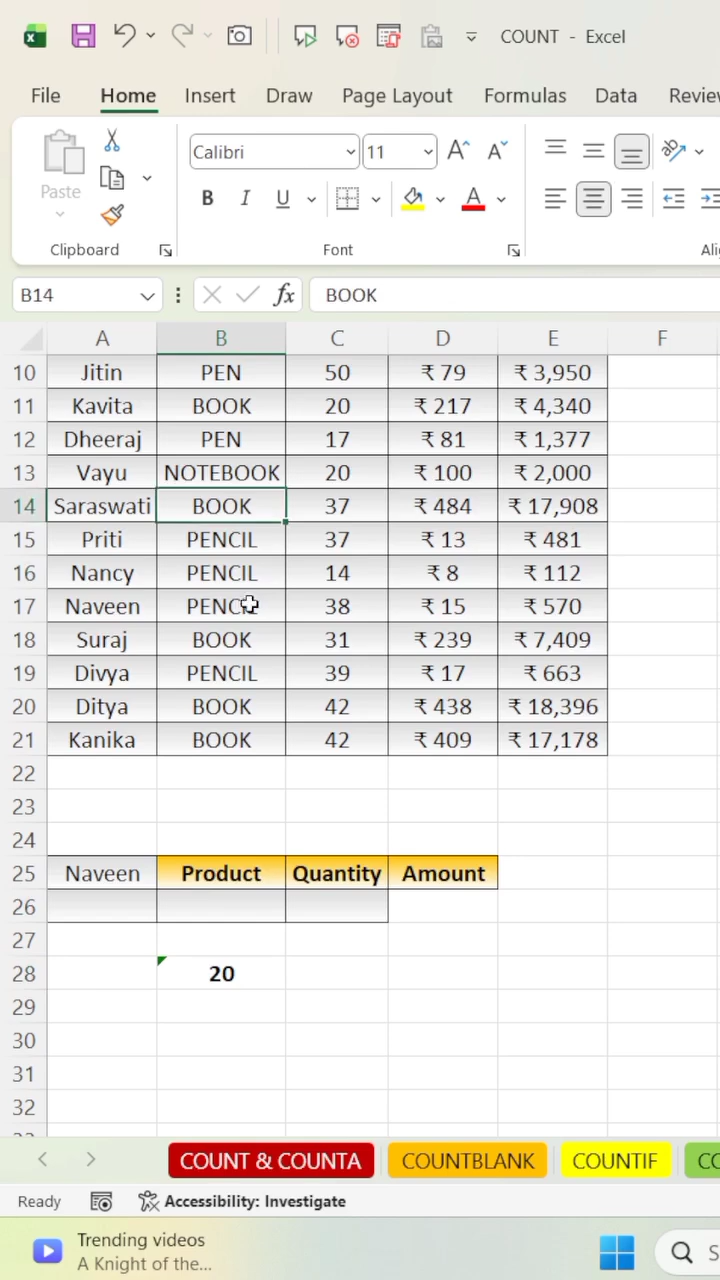 COUNT - Excel
File Home Insert Draw Page Layout Formulas Data Review
Paste
Calibri 11 A A
B I U A
Clipboard Font
B14 fx BOOK
A B C D E F
10 Jitin PEN 50 ₹ 79 ₹ 3,950
11 Kavita BOOK 20 ₹ 217 ₹ 4,340
12 Dheeraj PEN 17 ₹ 81 ₹ 1,377
13 Vayu NOTEBOOK 20 ₹ 100 ₹ 2,000
14 Saraswati BOOK 37 ₹ 484 ₹ 17,908
15 Priti PENCIL 37 ₹ 13 ₹ 481
16 Nancy PENCIL 14 ₹ 8 ₹ 112
17 Naveen PENCIL 38 ₹ 15 ₹ 570
18 Suraj BOOK 31 ₹ 239 ₹ 7,409
19 Divya PENCIL 39 ₹ 17 ₹ 663
20 Ditya BOOK 42 ₹ 438 ₹ 18,396
21 Kanika BOOK 42 ₹ 409 ₹ 17,178
22
23
24
25 Naveen Product Quantity Amount
26
27
28 20
29
30
31
32
COUNT & COUNTA COUNTBLANK COUNTIF
Ready Accessibility: Investigate
Trending videos
A Knight of the...